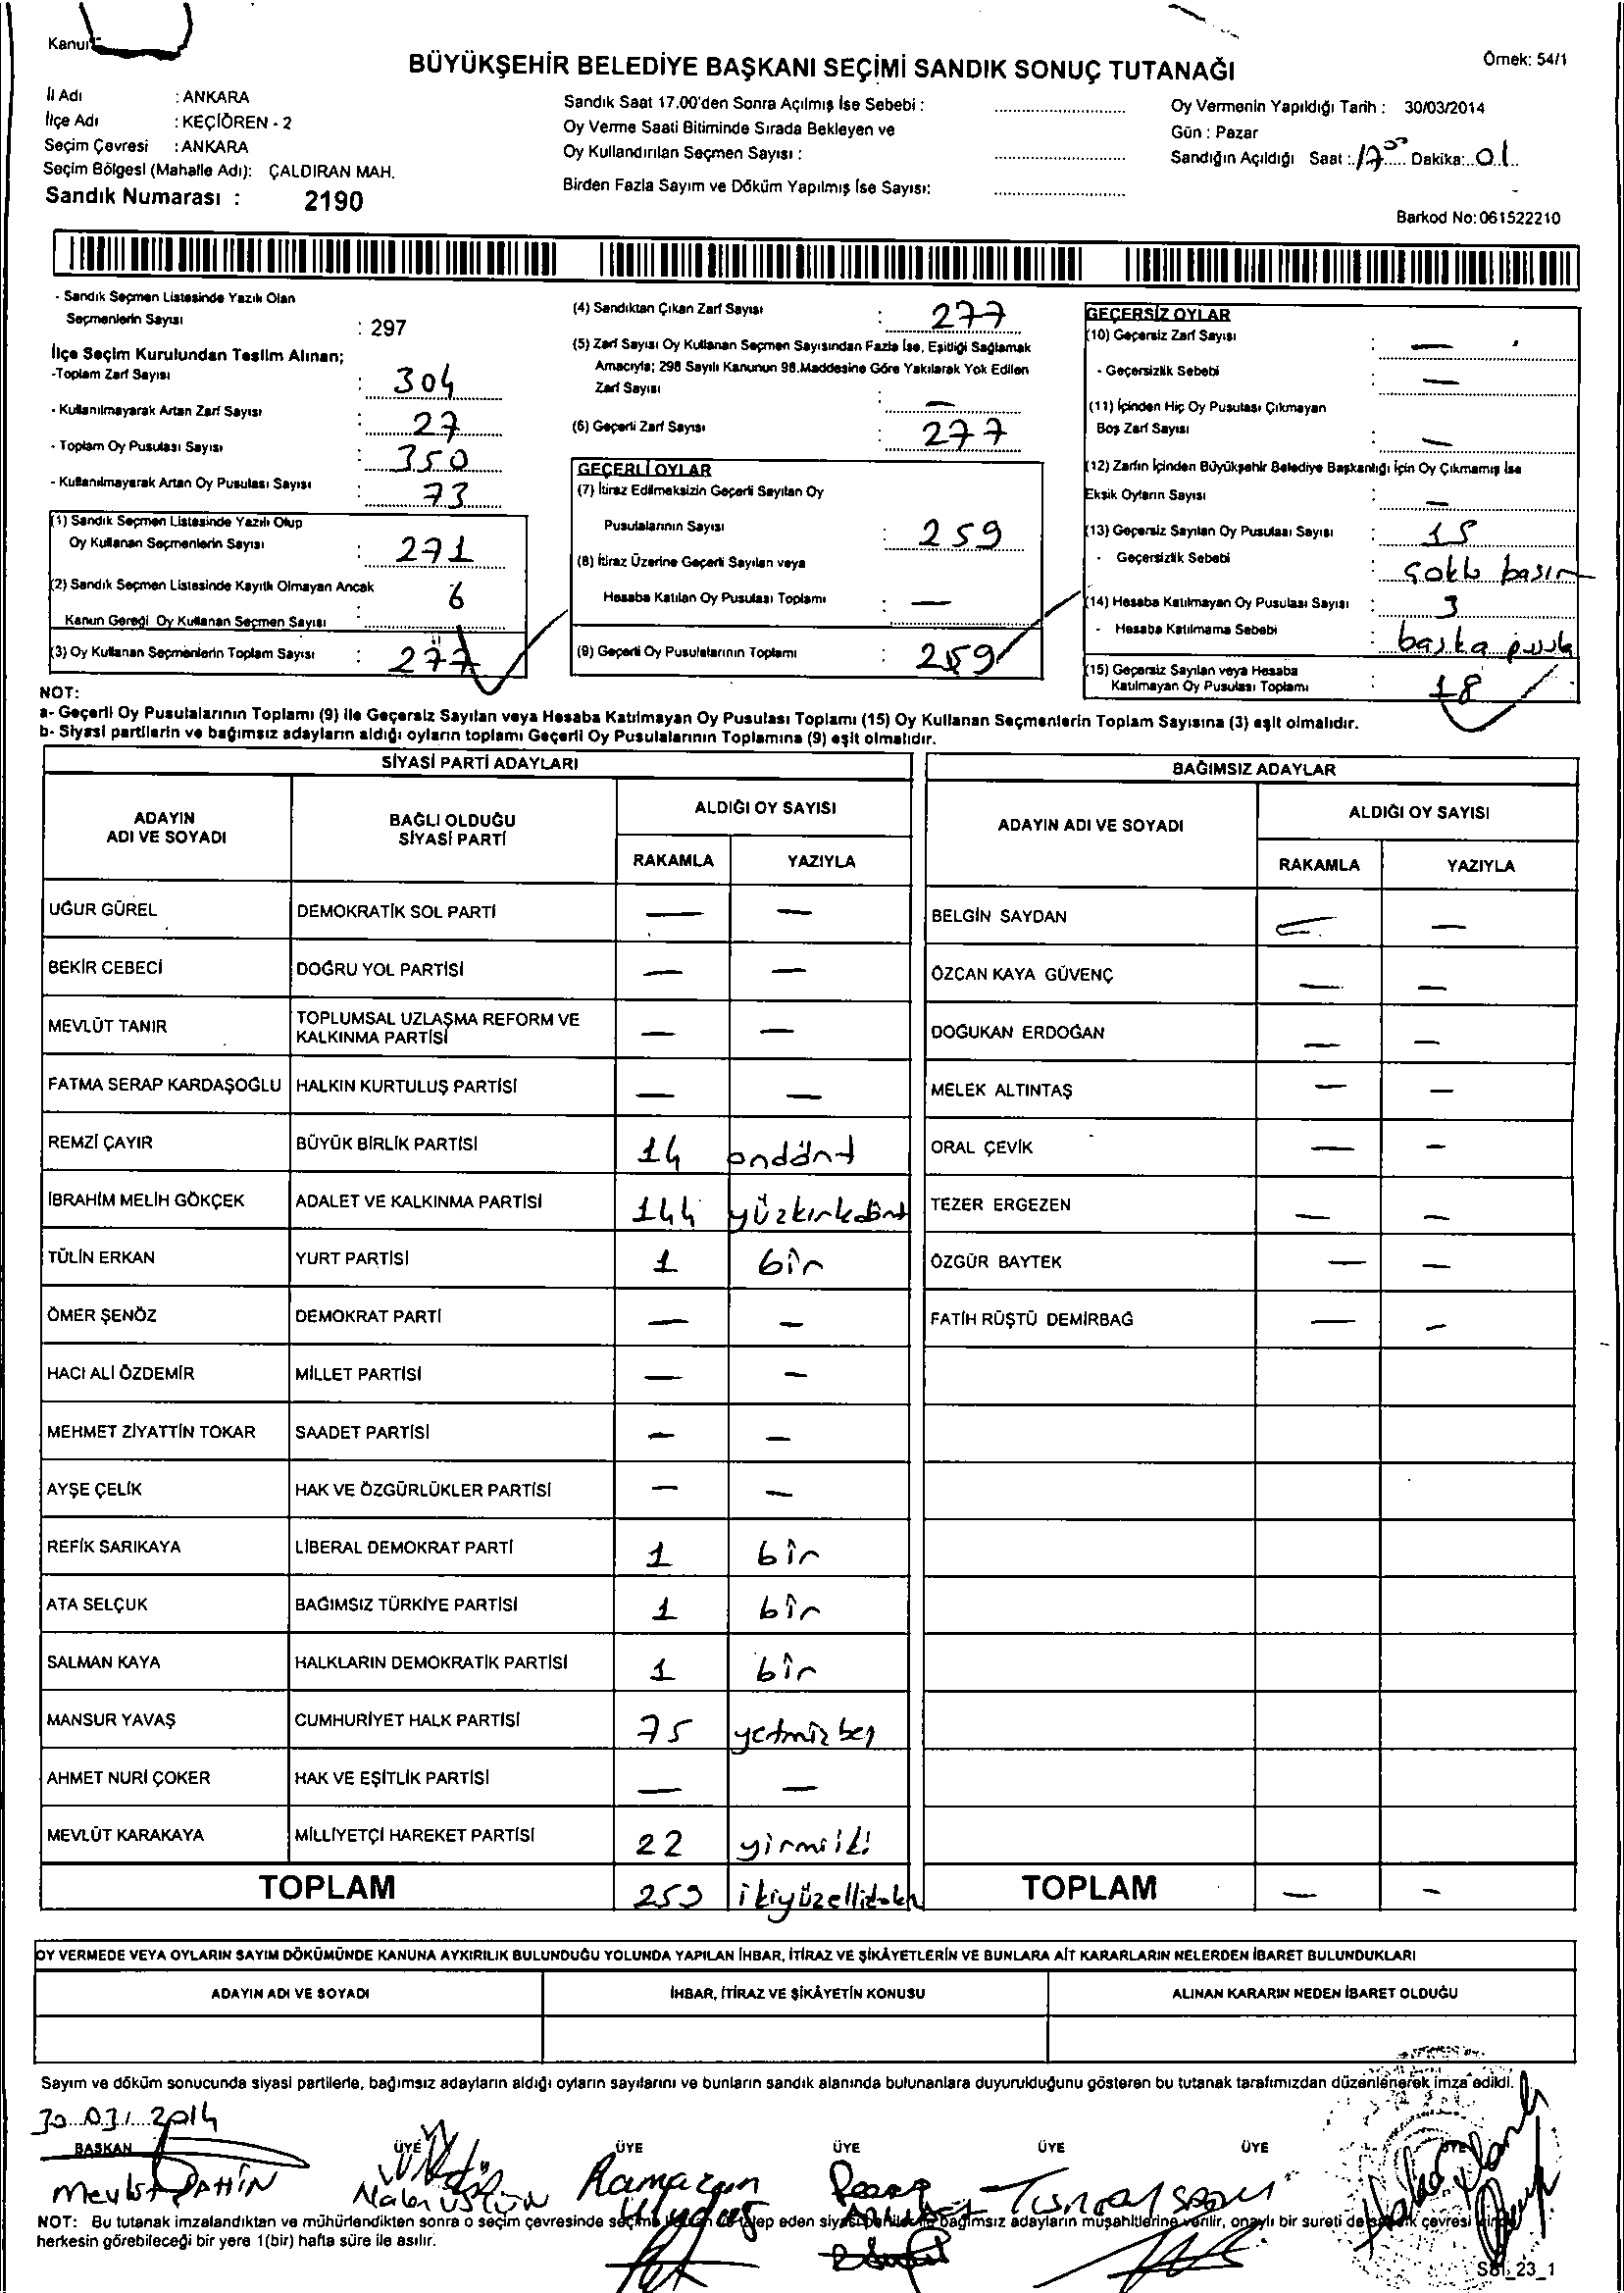 Kanun
BÜYÜKŞEHİR BELEDİYE BAŞKANI SEÇİMİ SANDIK SONUÇ TUTANAĞI
Örnek: 54/1
İl Adı : ANKARA
İlçe Adı : KEÇİÖREN - 2
Seçim Çevresi : ANKARA
Seçim Bölgesi (Mahalle Adı): ÇALDIRAN MAH.
Sandık Numarası : 2190
Sandık Saat 17.00'den Sonra Açılmış İse Sebebi :
Oy Verme Saati Bitiminde Sırada Bekleyen ve
Oy Kullandırılan Seçmen Sayısı :
Birden Fazla Sayım ve Döküm Yapılmış İse Sayısı:
Oy Vermenin Yapıldığı Tarih : 30/03/2014
Gün : Pazar
Sandığın Açıldığı Saat : 17.00 Dakika: 01
Barkod No: 061522210
- Sandık Seçmen Listesinde Yazılı Olan
Seçmenlerin Sayısı : 297
İlçe Seçim Kurulundan Teslim Alınan;
-Toplam Zarf Sayısı : 304
- Kullanılmayarak Artan Zarf Sayısı : 27
- Toplam Oy Pusulası Sayısı : 350
- Kullanılmayarak Artan Oy Pusulası Sayısı : 73
(1) Sandık Seçmen Listesinde Yazılı Olup
Oy Kullanan Seçmenlerin Sayısı : 271
(2) Sandık Seçmen Listesinde Kayıtlı Olmayan Ancak
Kanun Gereği Oy Kullanan Seçmen Sayısı : 6
(3) Oy Kullanan Seçmenlerin Toplam Sayısı : 277
(4) Sandıktan Çıkan Zarf Sayısı : 277
(5) Zarf Sayısı Oy Kullanan Seçmen Sayısından Fazla İse, Eşitliği Sağlamak
Amacıyla; 298 Sayılı Kanunun 98.Maddesine Göre Yakılarak Yok Edilen
Zarf Sayısı : —
(6) Geçerli Zarf Sayısı : 277
GEÇERLİ OYLAR
(7) İtiraz Edilmeksizin Geçerli Sayılan Oy
Pusulalarının Sayısı : 259
(8) İtiraz Üzerine Geçerli Sayılan veya
Hesaba Katılan Oy Pusulası Toplamı : —
(9) Geçerli Oy Pusulalarının Toplamı : 259
GEÇERSİZ OYLAR
(10) Geçersiz Zarf Sayısı : —
- Geçersizlik Sebebi : —
(11) İçinden Hiç Oy Pusulası Çıkmayan
Boş Zarf Sayısı : —
(12) Zarfın İçinden Büyükşehir Belediye Başkanlığı İçin Oy Çıkmamış İse
Eksik Oyların Sayısı : —
(13) Geçersiz Sayılan Oy Pusulası Sayısı : 15
- Geçersizlik Sebebi : çoklu basım
(14) Hesaba Katılmayan Oy Pusulası Sayısı : 3
- Hesaba Katılmama Sebebi : başka pusula
(15) Geçersiz Sayılan veya Hesaba
Katılmayan Oy Pusulası Toplamı : 18
NOT:
a- Geçerli Oy Pusulalarının Toplamı (9) ile Geçersiz Sayılan veya Hesaba Katılmayan Oy Pusulası Toplamı (15) Oy Kullanan Seçmenlerin Toplam Sayısına (3) eşit olmalıdır.
b- Siyasi partilerin ve bağımsız adayların aldığı oyların toplamı Geçerli Oy Pusulalarının Toplamına (9) eşit olmalıdır.
SİYASİ PARTİ ADAYLARI
ADAYIN ADI VE SOYADI
BAĞLI OLDUĞU SİYASİ PARTİ
ALDIĞI OY SAYISI
RAKAMLA YAZIYLA
UĞUR GÜREL DEMOKRATİK SOL PARTİ — —
BEKİR CEBECİ DOĞRU YOL PARTİSİ — —
MEVLÜT TANIR TOPLUMSAL UZLAŞMA REFORM VE KALKINMA PARTİSİ — —
FATMA SERAP KARDAŞOĞLU HALKIN KURTULUŞ PARTİSİ — —
REMZİ ÇAYIR BÜYÜK BİRLİK PARTİSİ 14 ondört
İBRAHİM MELİH GÖKÇEK ADALET VE KALKINMA PARTİSİ 144 yüzkırkdört
TÜLİN ERKAN YURT PARTİSİ 1 bir
ÖMER ŞENÖZ DEMOKRAT PARTİ — —
HACI ALİ ÖZDEMİR MİLLET PARTİSİ — —
MEHMET ZİYATTİN TOKAR SAADET PARTİSİ — —
AYŞE ÇELİK HAK VE ÖZGÜRLÜKLER PARTİSİ — —
REFİK SARIKAYA LİBERAL DEMOKRAT PARTİ 1 bir
ATA SELÇUK BAĞIMSIZ TÜRKİYE PARTİSİ 1 bir
SALMAN KAYA HALKLARIN DEMOKRATİK PARTİSİ 1 bir
MANSUR YAVAŞ CUMHURİYET HALK PARTİSİ 75 yetmizbeş
AHMET NURİ ÇOKER HAK VE EŞİTLİK PARTİSİ — —
MEVLÜT KARAKAYA MİLLİYETÇİ HAREKET PARTİSİ 22 yirmiiki
TOPLAM 259 ikiyüzellidokuz
BAĞIMSIZ ADAYLAR
ADAYIN ADI VE SOYADI
ALDIĞI OY SAYISI
RAKAMLA YAZIYLA
BELGİN SAYDAN — —
ÖZCAN KAYA GÜVENÇ — —
DOĞUKAN ERDOĞAN — —
MELEK ALTINTAŞ — —
ORAL ÇEVİK — —
TEZER ERGEZEN — —
ÖZGÜR BAYTEK — —
FATİH RÜŞTÜ DEMİRBAĞ — —
TOPLAM — —
OY VERMEDE VEYA OYLARIN SAYIM DÖKÜMÜNDE KANUNA AYKIRILIK BULUNDUĞU YOLUNDA YAPILAN İHBAR, İTİRAZ VE ŞİKÂYETLERİN VE BUNLARA AİT KARARLARIN NELERDEN İBARET BULUNDUKLARI
ADAYIN ADI VE SOYADI İHBAR, İTİRAZ VE ŞİKÂYETİN KONUSU ALINAN KARARIN NEDEN İBARET OLDUĞU
Sayım ve döküm sonucunda siyasi partilerle, bağımsız adayların aldığı oyların sayılarını ve bunların sandık alanında bulunanlara duyurulduğunu gösteren bu tutanak tarafımızdan düzenlenerek imza edildi.
30.03.2014
BAŞKAN ÜYE ÜYE ÜYE ÜYE ÜYE ÜYE
Mevlüt ŞAHİN Ramazan
NOT: Bu tutanak imzalandıktan ve mühürlendikten sonra o seçim çevresinde seçime talep eden siyasi bağımsız adayların müşahitlerine verilir, onaylı bir sureti de sandık çevresi
herkesin görebileceği bir yere 1(bir) hafta süre ile asılır.
23_1